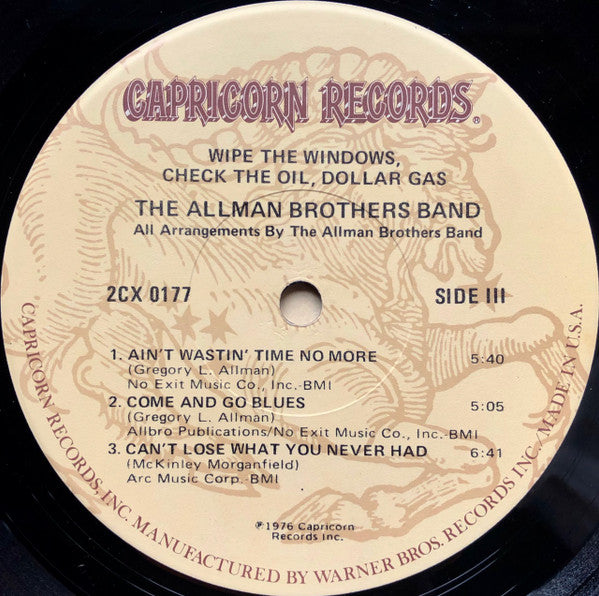 CAPRICORN RECORDS®
WIPE THE WINDOWS,
CHECK THE OIL, DOLLAR GAS
THE ALLMAN BROTHERS BAND
All Arrangements By The Allman Brothers Band
2CX 0177
SIDE III
1. AIN'T WASTIN' TIME NO MORE 5:40
(Gregory L. Allman)
No Exit Music Co., Inc.-BMI
2. COME AND GO BLUES 5:05
(Gregory L. Allman)
Allbro Publications/No Exit Music Co., Inc.-BMI
3. CAN'T LOSE WHAT YOU NEVER HAD 6:41
(McKinley Morganfield)
Arc Music Corp.-BMI
℗1976 Capricorn
Records Inc.
CAPRICORN RECORDS, INC. MANUFACTURED BY WARNER BROS. RECORDS INC./MADE IN U.S.A.